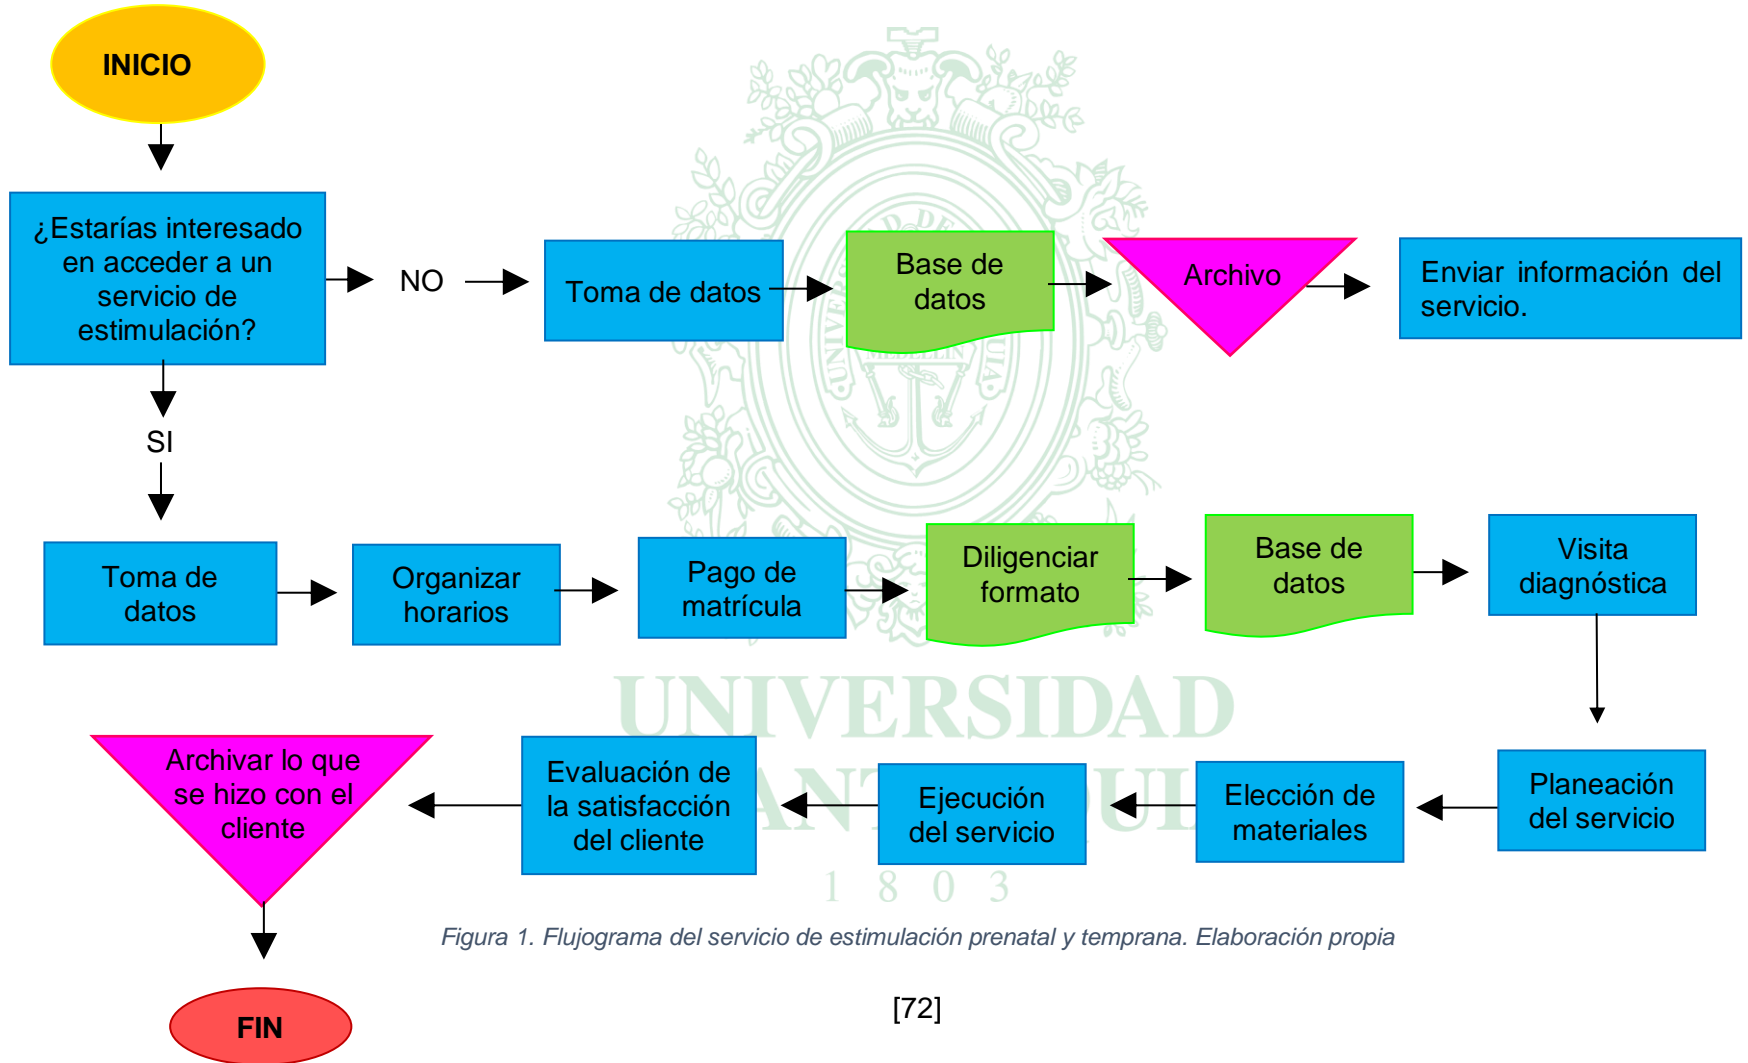 INICIO
¿Estarías interesado
en acceder a un
servicio de
estimulación?
NO
Toma de datos
Base de
datos
Archivo
Enviar información del
servicio.
SI
Toma de
datos
Organizar
horarios
Pago de
matrícula
Diligenciar
formato
Base de
datos
Visita
diagnóstica
Planeación
del servicio
Elección de
materiales
Ejecución
del servicio
Evaluación de
la satisfacción
del cliente
Archivar lo que
se hizo con el
cliente
FIN
UNIVERSIDAD
1803
Figura 1. Flujograma del servicio de estimulación prenatal y temprana. Elaboración propia
[72]